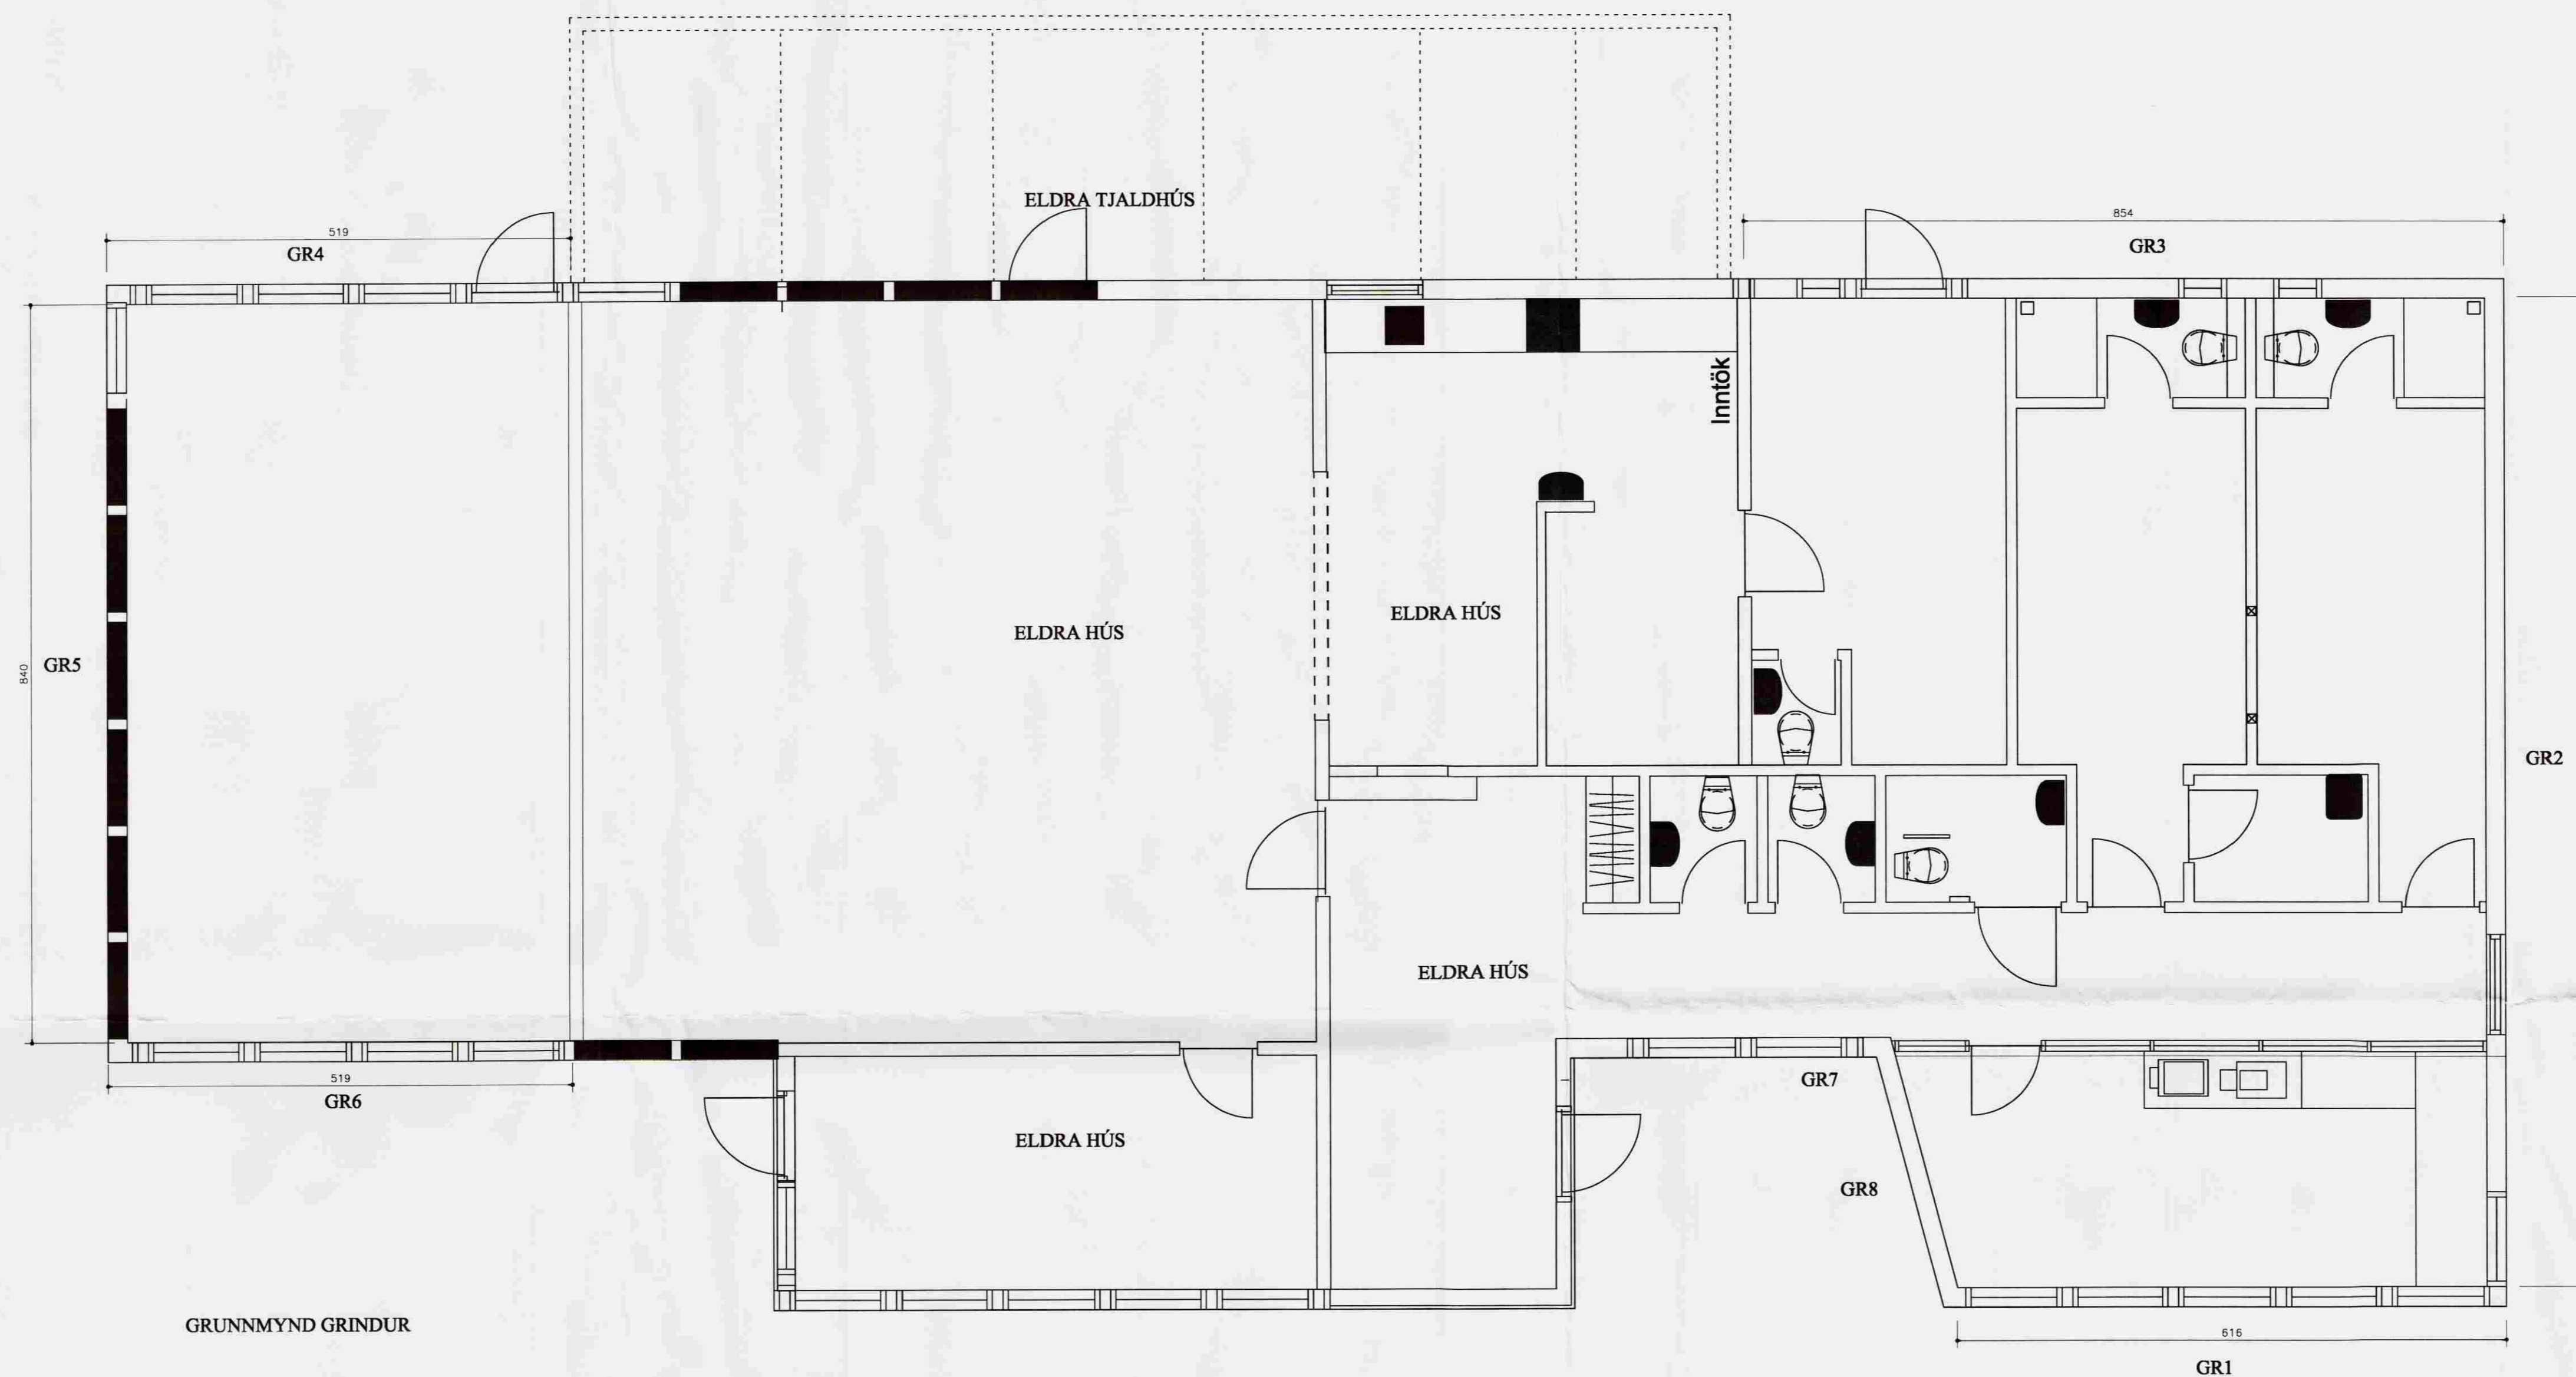 ELDRA TJALDHÚS
519
GR4
854
GR3
Inntök
ELDRA HÚS
ELDRA HÚS
840
GR5
GR2
ELDRA HÚS
519
GR6
GR7
ELDRA HÚS
GR8
GRUNNMYND GRINDUR
616
GR1